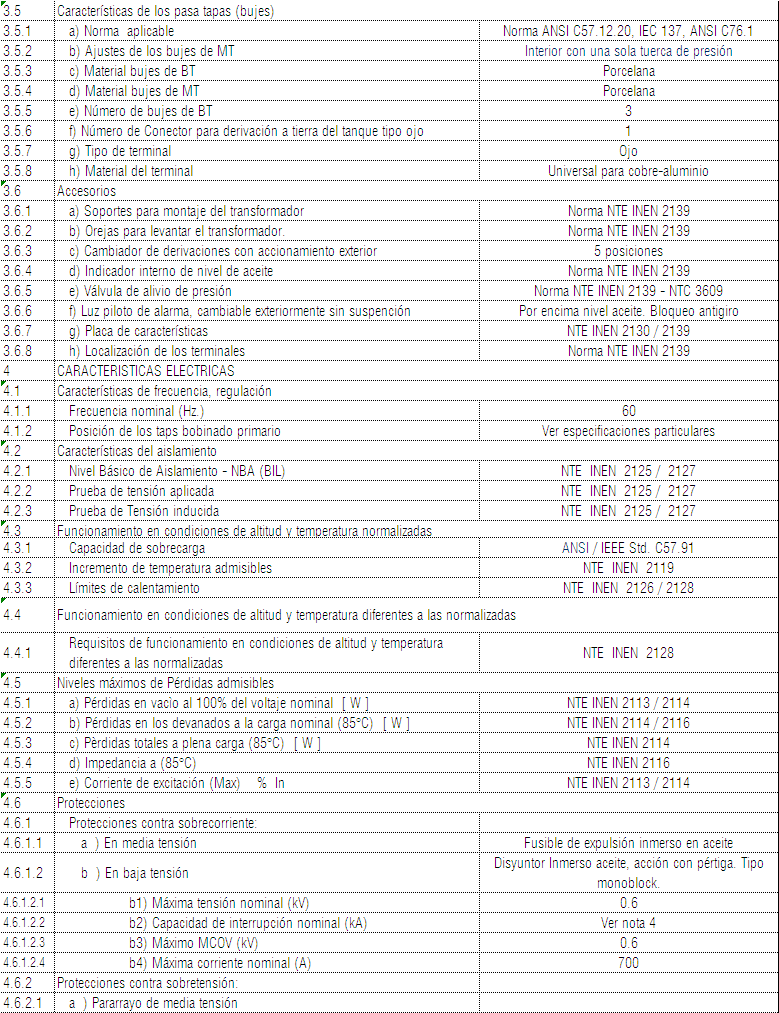 3.5 Características de los pasa tapas (bujes)
3.5.1 a) Norma aplicable Norma ANSI C57.12.20, IEC 137, ANSI C76.1
3.5.2 b) Ajustes de los bujes de MT Interior con una sola tuerca de presión
3.5.3 c) Material bujes de BT Porcelana
3.5.4 d) Material bujes de MT Porcelana
3.5.5 e) Número de bujes de BT 3
3.5.6 f) Número de Conector para derivación a tierra del tanque tipo ojo 1
3.5.7 g) Tipo de terminal Ojo
3.5.8 h) Material del terminal Universal para cobre-aluminio
3.6 Accesorios
3.6.1 a) Soportes para montaje del transformador Norma NTE INEN 2139
3.6.2 b) Orejas para levantar el transformador. Norma NTE INEN 2139
3.6.3 c) Cambiador de derivaciones con accionamiento exterior 5 posiciones
3.6.4 d) Indicador interno de nivel de aceite Norma NTE INEN 2139
3.6.5 e) Válvula de alivio de presión Norma NTE INEN 2139 - NTC 3609
3.6.6 f) Luz piloto de alarma, cambiable exteriormente sin suspención Por encima nivel aceite. Bloqueo antigiro
3.6.7 g) Placa de características NTE INEN 2130 / 2139
3.6.8 h) Localización de los terminales Norma NTE INEN 2139
4 CARACTERISTICAS ELECTRICAS
4.1 Características de frecuencia, regulación
4.1.1 Frecuencia nominal (Hz.) 60
4.1.2 Posición de los taps bobinado primario Ver especificaciones particulares
4.2 Características del aislamiento
4.2.1 Nivel Básico de Aislamiento - NBA (BIL) NTE INEN 2125 / 2127
4.2.2 Prueba de tensión aplicada NTE INEN 2125 / 2127
4.2.3 Prueba de Tensión inducida NTE INEN 2125 / 2127
4.3 Funcionamiento en condiciones de altitud y temperatura normalizadas
4.3.1 Capacidad de sobrecarga ANSI / IEEE Std. C57.91
4.3.2 Incremento de temperatura admisibles NTE INEN 2119
4.3.3 Límites de calentamiento NTE INEN 2126 / 2128
4.4 Funcionamiento en condiciones de altitud y temperatura diferentes a las normalizadas
4.4.1 Requisitos de funcionamiento en condiciones de altitud y temperatura
diferentes a las normalizadas NTE INEN 2128
4.5 Niveles máximos de Pérdidas admisibles
4.5.1 a) Pérdidas en vacio al 100% del voltaje nominal [ W ] NTE INEN 2113 / 2114
4.5.2 b) Pérdidas en los devanados a la carga nominal (85°C) [ W ] NTE INEN 2114 / 2116
4.5.3 c) Pèrdidas totales a plena carga (85°C) [ W ] NTE INEN 2114
4.5.4 d) Impedancia a (85°C) NTE INEN 2116
4.5.5 e) Corriente de excitación (Max) % In NTE INEN 2113 / 2114
4.6 Protecciones
4.6.1 Protecciones contra sobrecorriente:
4.6.1.1 a ) En media tensión Fusible de expulsión inmerso en aceite
4.6.1.2 b ) En baja tensión Disyuntor Inmerso aceite, acción con pértiga. Tipo
monoblock.
4.6.1.2.1 b1) Máxima tensión nominal (kV) 0.6
4.6.1.2.2 b2) Capacidad de interrupción nominal (kA) Ver nota 4
4.6.1.2.3 b3) Máximo MCOV (kV) 0.6
4.6.1.2.4 b4) Máxima corriente nominal (A) 700
4.6.2 Protecciones contra sobretensión:
4.6.2.1 a ) Pararrayo de media tensión